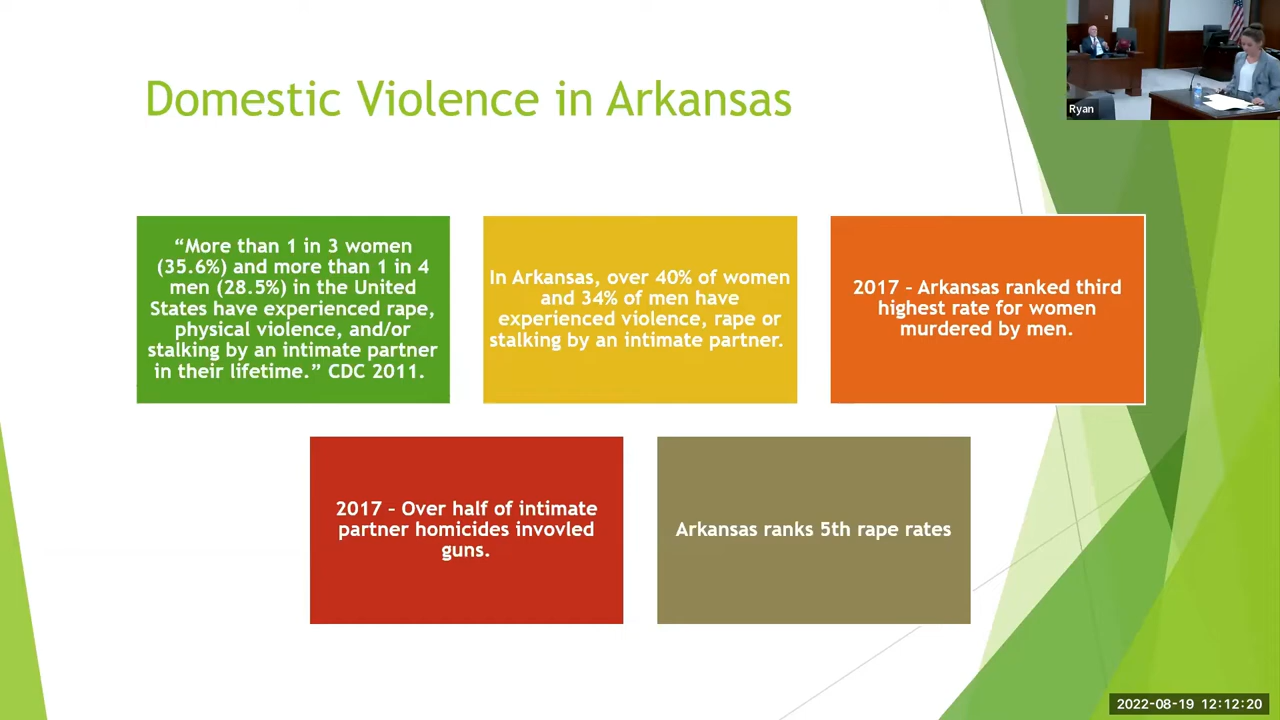 Domestic Violence in Arkansas
Ryan
“More than 1 in 3 women
(35.6%) and more than 1 in 4
men (28.5%) in the United
States have experienced rape,
physical violence, and/or
stalking by an intimate partner
in their lifetime.” CDC 2011.
In Arkansas, over 40% of women
and 34% of men have
experienced violence, rape or
stalking by an intimate partner.
2017 – Arkansas ranked third
highest rate for women
murdered by men.
2017 – Over half of intimate
partner homicides invovled
guns.
Arkansas ranks 5th rape rates
2022-08-19 12:12:20